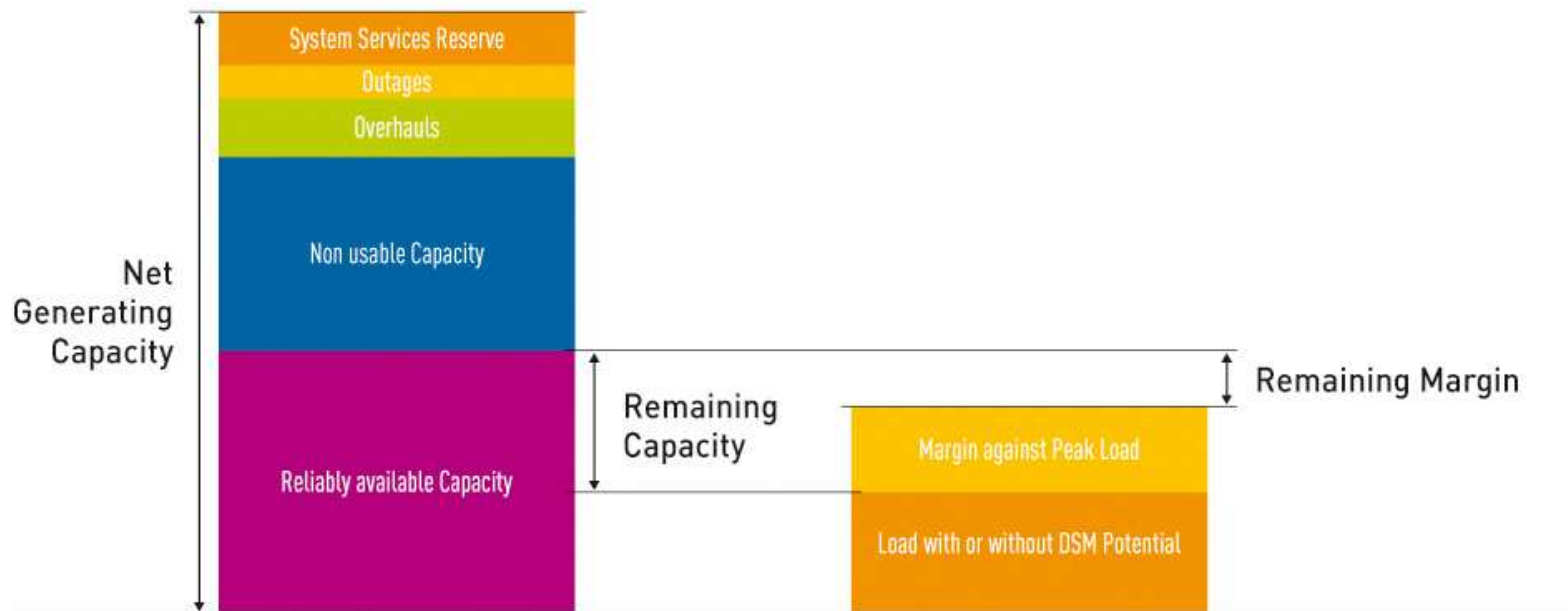 System Services Reserve
Outages
Overhauls
Non usable Capacity
Net
Generating
Capacity
Reliably available Capacity
Remaining
Capacity
Remaining Margin
Margin against Peak Load
Load with or without DSM Potential